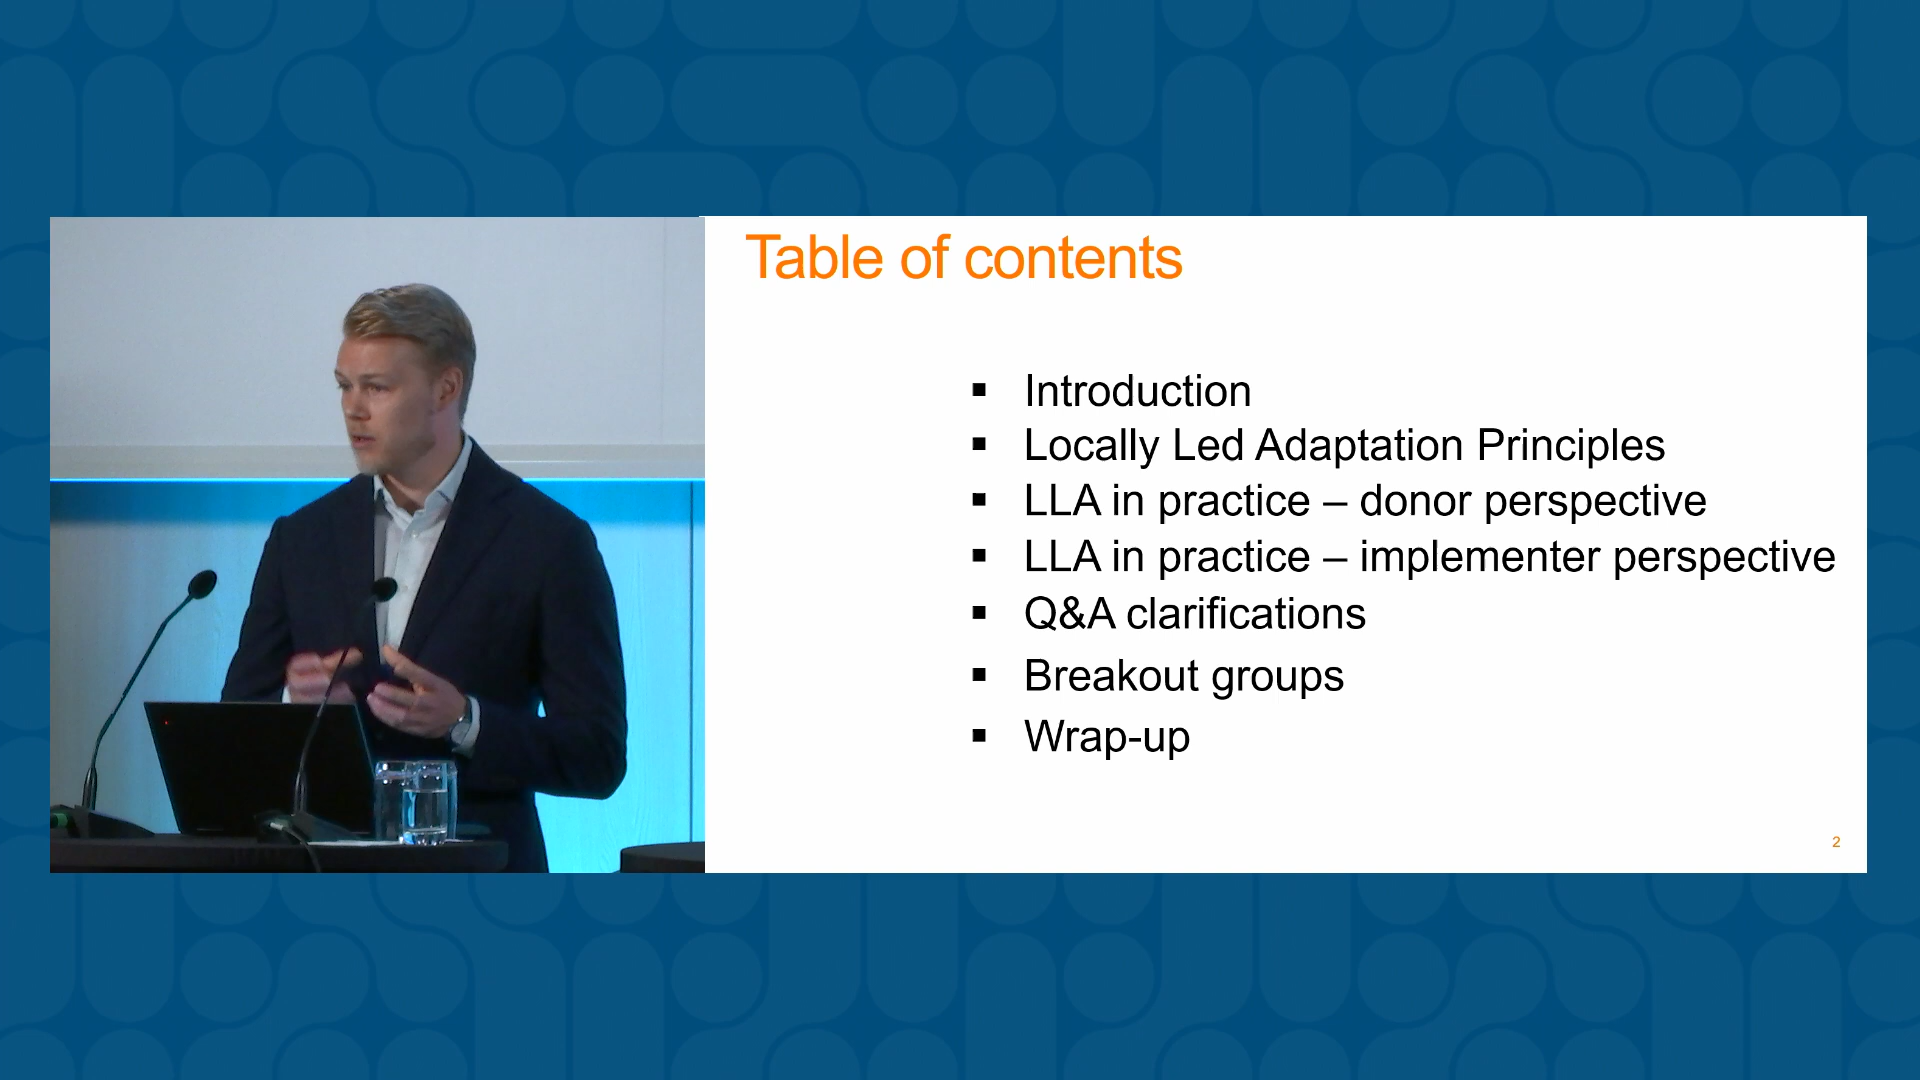 Table of contents
▪ Introduction
▪ Locally Led Adaptation Principles
▪ LLA in practice – donor perspective
▪ LLA in practice – implementer perspective
▪ Q&A clarifications
▪ Breakout groups
▪ Wrap-up
2